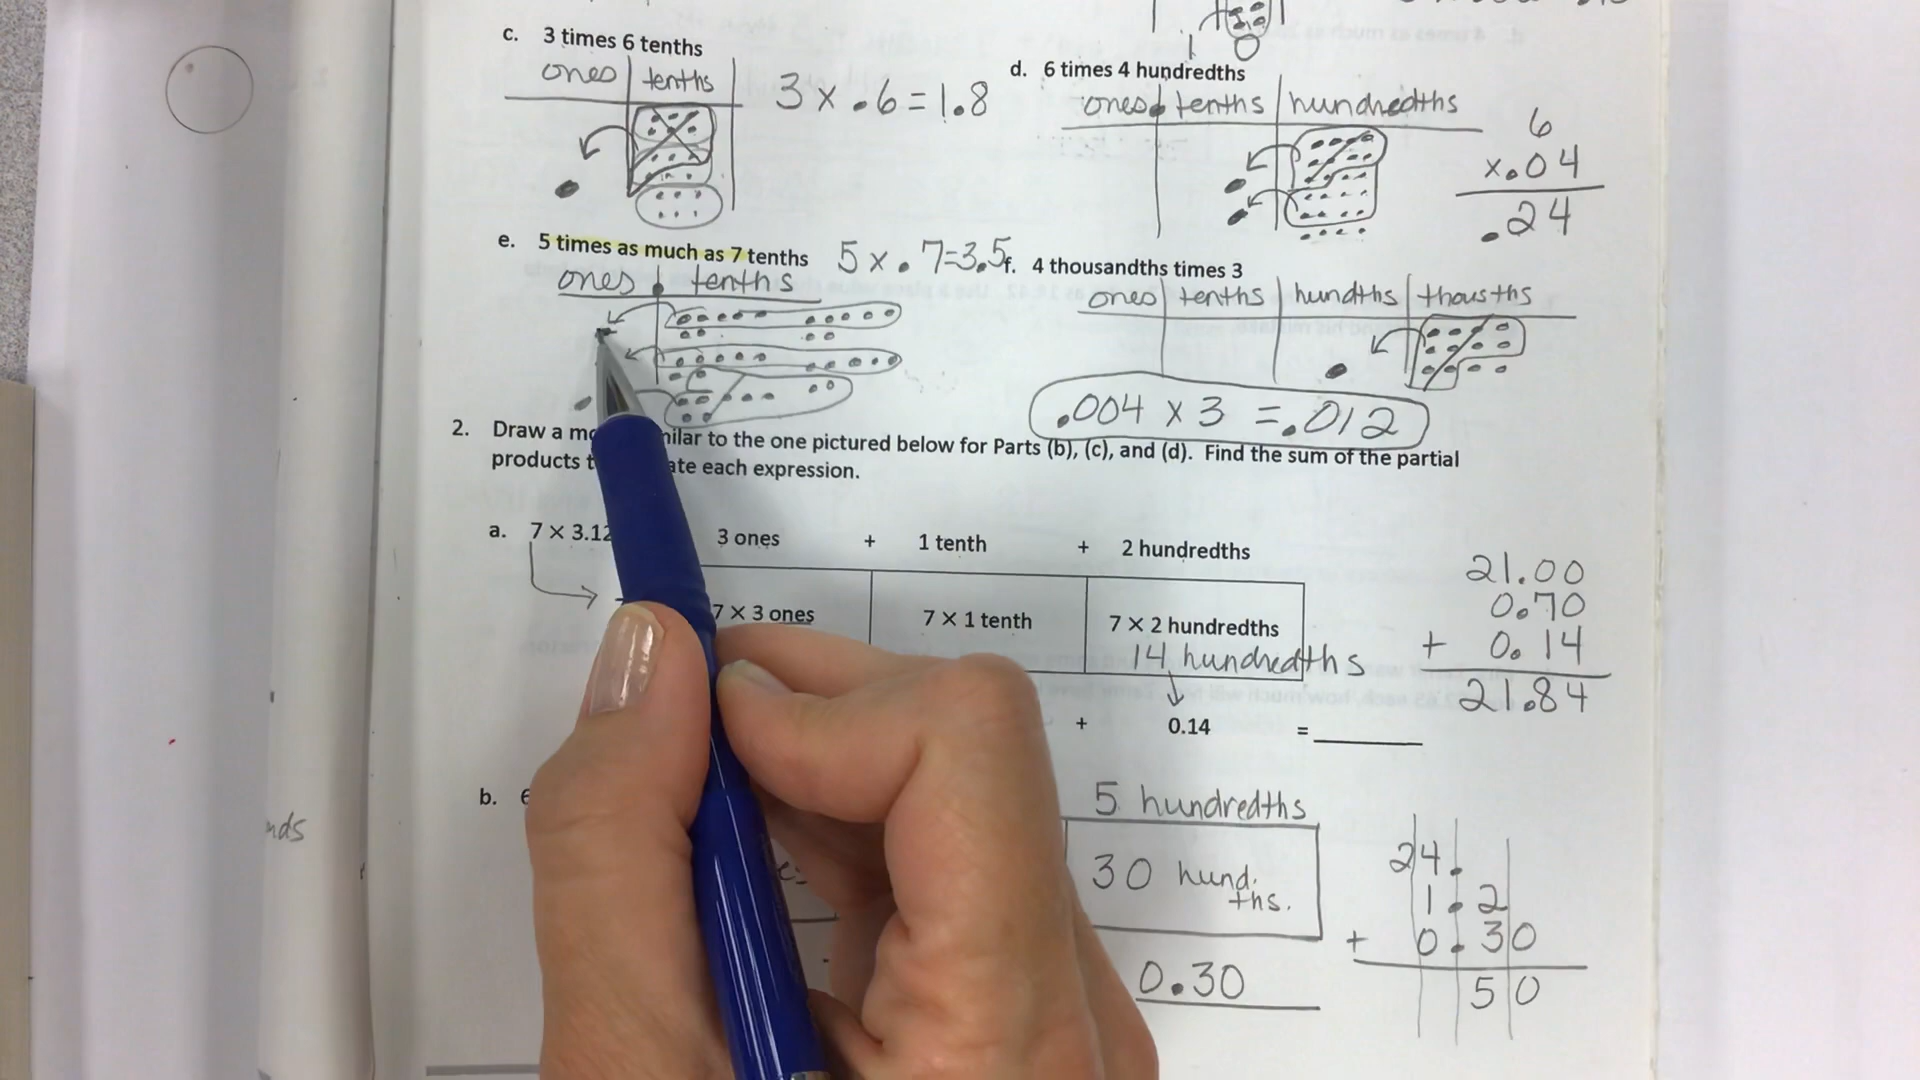 c. 3 times 6 tenths
ones tenths
3 x .6 = 1.8
1. 0
d. 6 times 4 hundredths
ones . tenths hundredths
6
x.04
.24
e. 5 times as much as 7 tenths
5 x .7=3.5
ones . tenths
f. 4 thousandths times 3
ones tenths hundths thousths
.004 x 3 = .012
2. Draw a similar to the one pictured below for Parts (b), (c), and (d). Find the sum of the partial
products each expression.
a. 7 × 3.12
3 ones + 1 tenth + 2 hundredths
7 × 3 ones 7 × 1 tenth 7 × 2 hundredths
14 hundredths
+ 0.14 = ______
21.00
0.70
+ 0.14
21.84
b. 6
5 hundredths
30 hund.
ths.
0.30
24.
1.2
+ 0.30
50